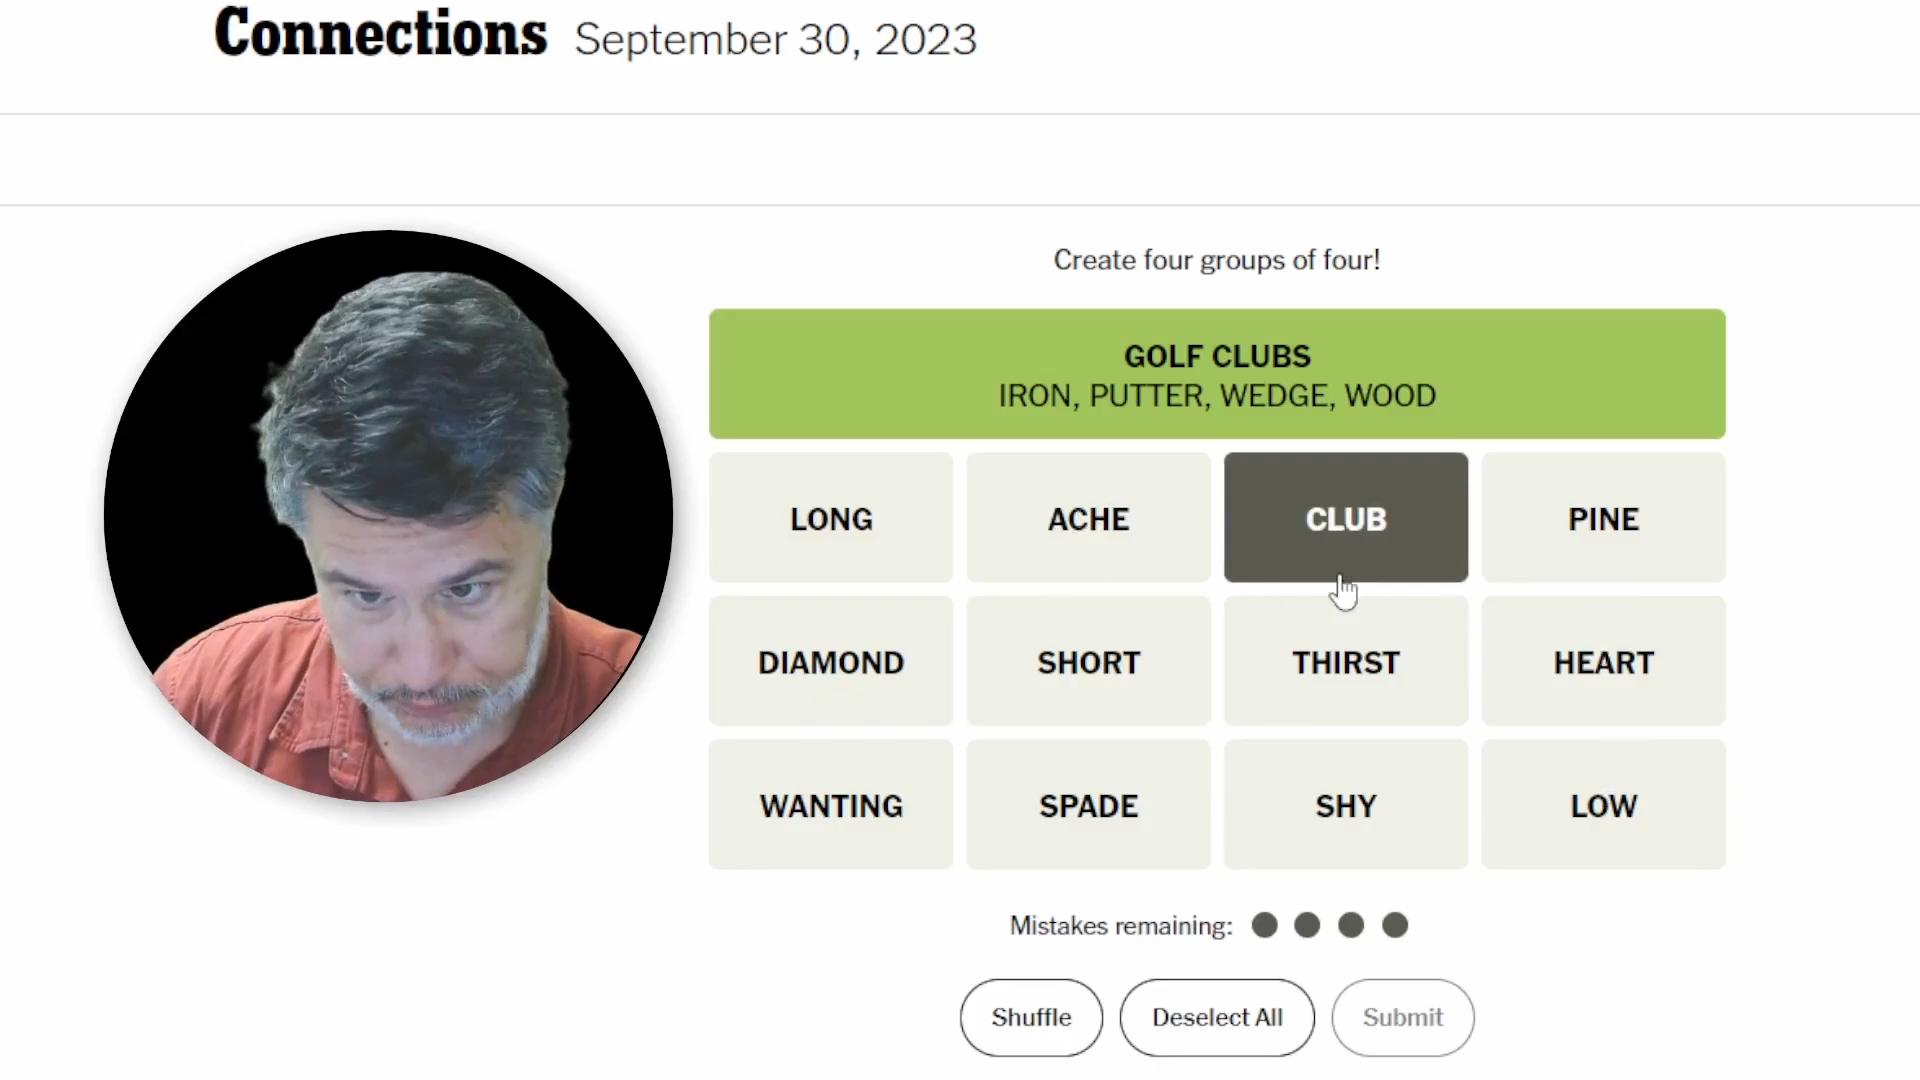 Connections September 30, 2023
Create four groups of four!
GOLF CLUBS
IRON, PUTTER, WEDGE, WOOD
LONG ACHE CLUB PINE
DIAMOND SHORT THIRST HEART
WANTING SPADE SHY LOW
Mistakes remaining:
Shuffle Deselect All Submit